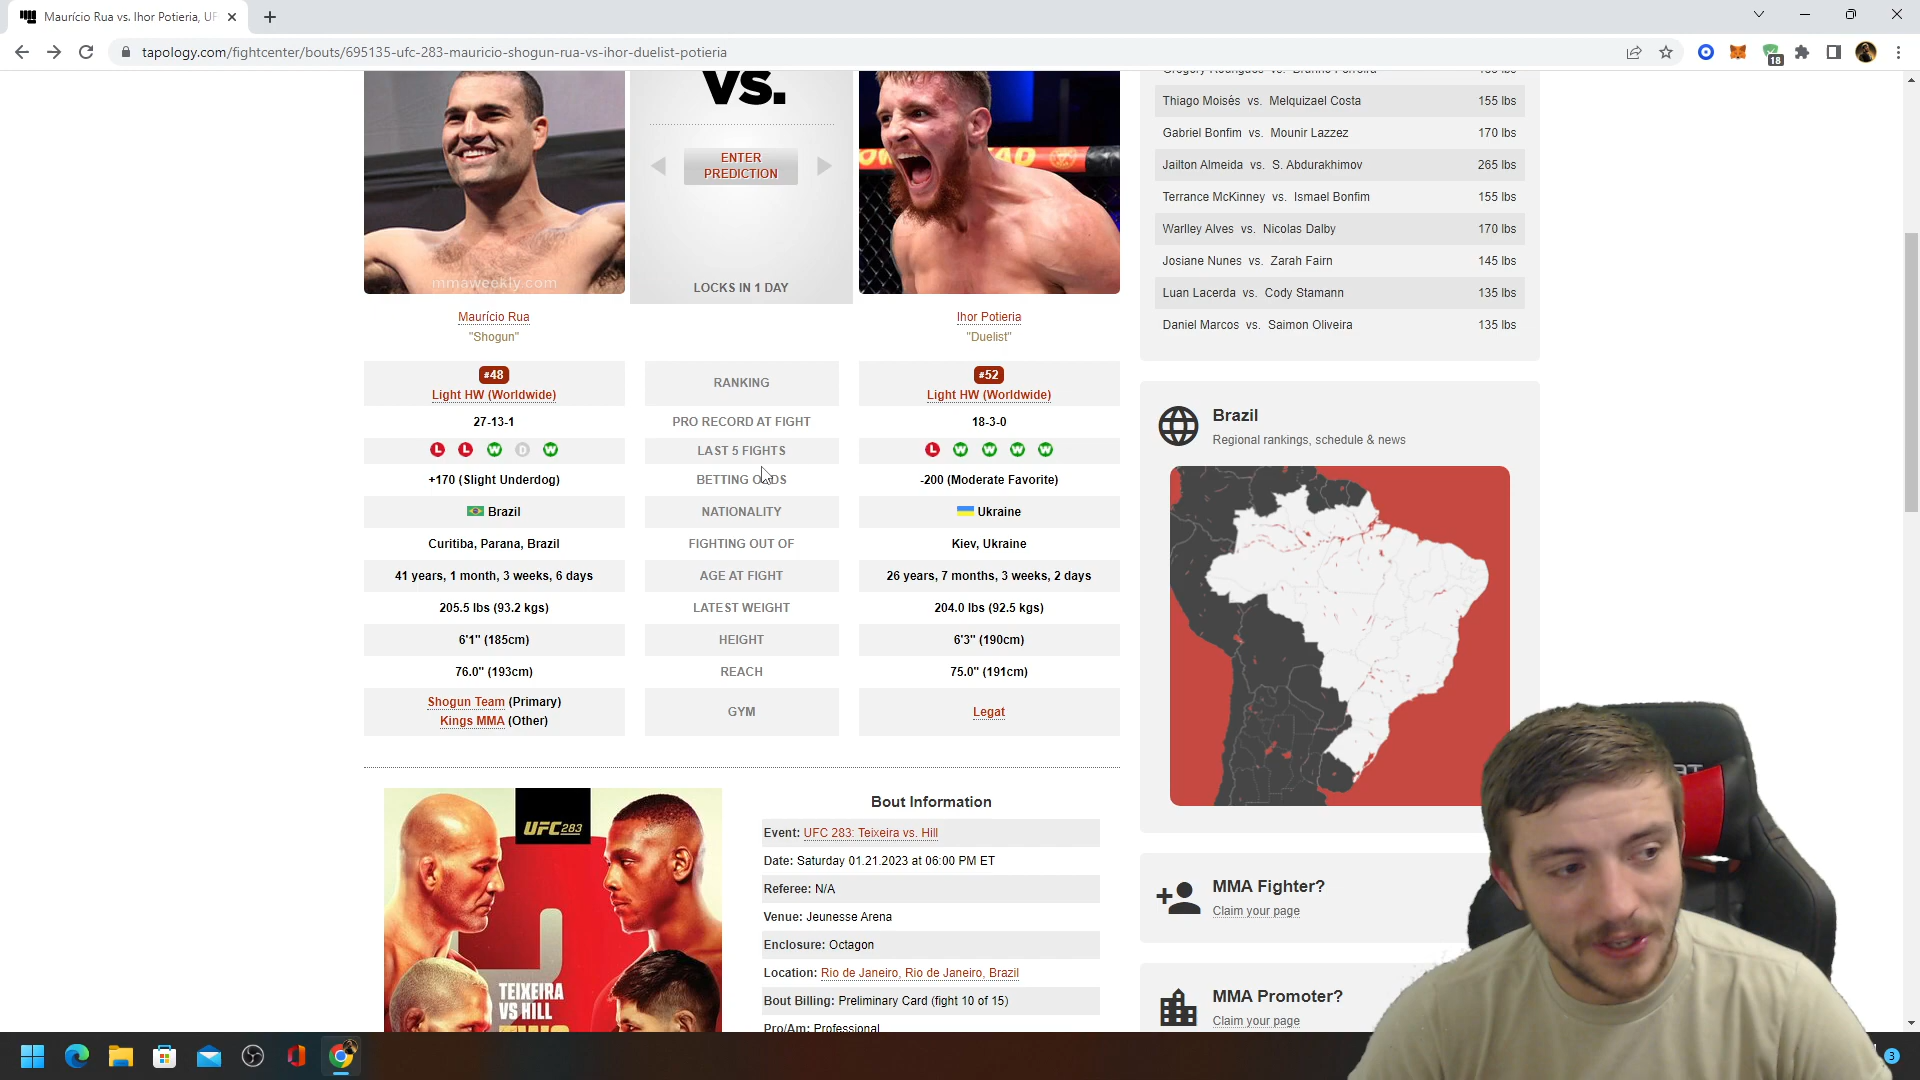 Maurício Rua vs. Ihor Potieria, UF
tapology.com/fightcenter/bouts/695135-ufc-283-mauricio-shogun-rua-vs-ihor-duelist-potieria
18
VS.
ENTER
PREDICTION
LOCKS IN 1 DAY
mmaweekly.com
Maurício Rua
"Shogun"
Ihor Potieria
"Duelist"
#48
Light HW (Worldwide)
RANKING
#52
Light HW (Worldwide)
27-13-1
PRO RECORD AT FIGHT
18-3-0
L L W D W
LAST 5 FIGHTS
L W W W W
+170 (Slight Underdog)
BETTING ODDS
-200 (Moderate Favorite)
Brazil
NATIONALITY
Ukraine
Curitiba, Parana, Brazil
FIGHTING OUT OF
Kiev, Ukraine
41 years, 1 month, 3 weeks, 6 days
AGE AT FIGHT
26 years, 7 months, 3 weeks, 2 days
205.5 lbs (93.2 kgs)
LATEST WEIGHT
204.0 lbs (92.5 kgs)
6'1" (185cm)
HEIGHT
6'3" (190cm)
76.0" (193cm)
REACH
75.0" (191cm)
Shogun Team (Primary)
Kings MMA (Other)
GYM
Legat
UFC 283
TEIXEIRA
VS HILL
Bout Information
Event: UFC 283: Teixeira vs. Hill
Date: Saturday 01.21.2023 at 06:00 PM ET
Referee: N/A
Venue: Jeunesse Arena
Enclosure: Octagon
Location: Rio de Janeiro, Rio de Janeiro, Brazil
Bout Billing: Preliminary Card (fight 10 of 15)
Pro/Am: Professional
Thiago Moisés vs. Melquizael Costa 155 lbs
Gabriel Bonfim vs. Mounir Lazzez 170 lbs
Jailton Almeida vs. S. Abdurakhimov 265 lbs
Terrance McKinney vs. Ismael Bonfim 155 lbs
Warlley Alves vs. Nicolas Dalby 170 lbs
Josiane Nunes vs. Zarah Fairn 145 lbs
Luan Lacerda vs. Cody Stamann 135 lbs
Daniel Marcos vs. Saimon Oliveira 135 lbs
Brazil
Regional rankings, schedule & news
MMA Fighter?
Claim your page
MMA Promoter?
Claim your page
3